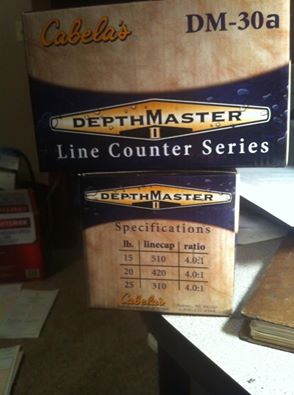 Cabela's DM-30a
DEPTHMASTER
II
Line Counter Series
DEPTHMASTER
II
Specifications
lb. linecap ratio
15 510 4.0:1
20 420 4.0:1
25 310 4.0:1
Cabela's